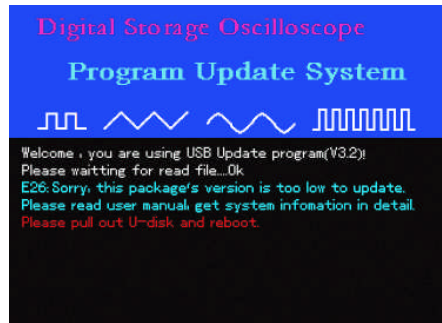 Digital Storage Oscilloscope
Program Update System
Welcome , you are using USB Update program(V3.2)!
Please waitting for read file....Ok
E26:Sorry, this package's version is too low to update.
Please read user manual, get system infomation in detail.
Please pull out U-disk and reboot.